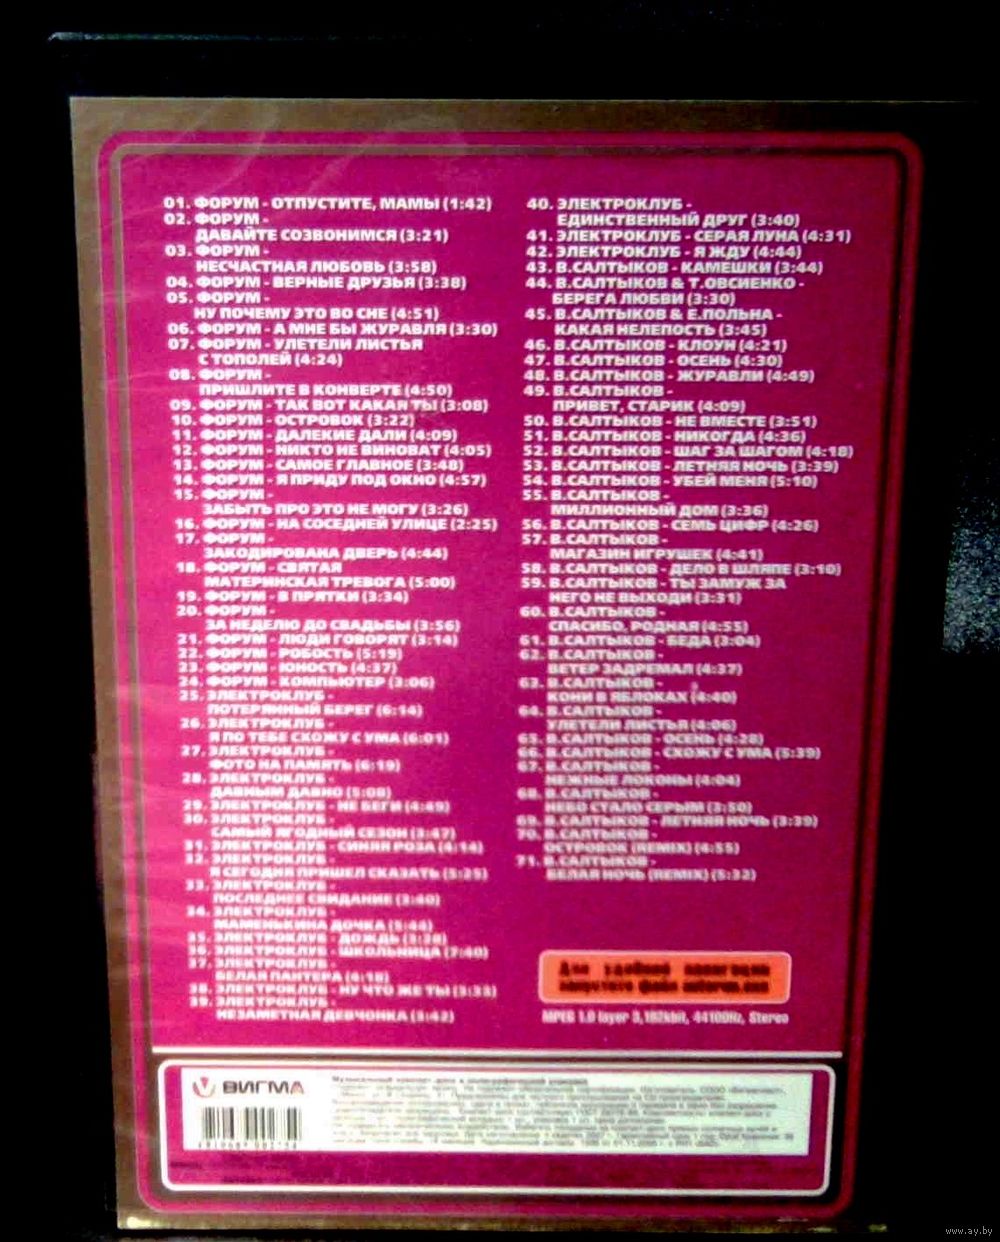 01. ФОРУМ - ОТПУСТИТЕ, МАМЫ (1:42)
02. ФОРУМ -
ДАВАЙТЕ СОЗВОНИМСЯ (3:21)
03. ФОРУМ -
НЕСЧАСТНАЯ ЛЮБОВЬ (3:58)
04. ФОРУМ - ВЕРНЫЕ ДРУЗЬЯ (3:38)
05. ФОРУМ -
НУ ПОЧЕМУ ЭТО ВО СНЕ (4:51)
06. ФОРУМ - А МНЕ БЫ ЖУРАВЛЯ (3:30)
07. ФОРУМ - УЛЕТЕЛИ ЛИСТЬЯ
С ТОПОЛЕЙ (4:24)
08. ФОРУМ -
ПРИШЛИТЕ В КОНВЕРТЕ (4:50)
09. ФОРУМ - ТАК ВОТ КАКАЯ ТЫ (3:08)
10. ФОРУМ - ОСТРОВОК (3:22)
11. ФОРУМ - ДАЛЕКИЕ ДАЛИ (4:09)
12. ФОРУМ - НИКТО НЕ ВИНОВАТ (4:05)
13. ФОРУМ - САМОЕ ГЛАВНОЕ (3:48)
14. ФОРУМ - Я ПРИДУ ПОД ОКНО (4:57)
15. ФОРУМ -
ЗАБЫТЬ ПРО ЭТО НЕ МОГУ (3:26)
16. ФОРУМ - НА СОСЕДНЕЙ УЛИЦЕ (2:25)
17. ФОРУМ -
ЗАКОДИРОВАНА ДВЕРЬ (4:44)
18. ФОРУМ - СВЯТАЯ
МАТЕРИНСКАЯ ТРЕВОГА (5:00)
19. ФОРУМ - В ПРЯТКИ (3:34)
20. ФОРУМ -
ЗА НЕДЕЛЮ ДО СВАДЬБЫ (3:56)
21. ФОРУМ - ЛЮДИ ГОВОРЯТ (3:14)
22. ФОРУМ - РОБОСТЬ (5:19)
23. ФОРУМ - ЮНОСТЬ (4:37)
24. ФОРУМ - КОМПЬЮТЕР (3:06)
25. ЭЛЕКТРОКЛУБ -
ПОТЕРЯННЫЙ БЕРЕГ (6:14)
26. ЭЛЕКТРОКЛУБ -
Я ПО ТЕБЕ СХОЖУ С УМА (6:01)
27. ЭЛЕКТРОКЛУБ -
ФОТО НА ПАМЯТЬ (6:19)
28. ЭЛЕКТРОКЛУБ -
ДАВНЫМ ДАВНО (5:08)
29. ЭЛЕКТРОКЛУБ - НЕ БЕГИ (4:49)
30. ЭЛЕКТРОКЛУБ -
САМЫЙ ЯГОДНЫЙ СЕЗОН (3:47)
31. ЭЛЕКТРОКЛУБ - СИНЯЯ РОЗА (4:14)
32. ЭЛЕКТРОКЛУБ -
Я СЕГОДНЯ ПРИШЕЛ СКАЗАТЬ (5:25)
33. ЭЛЕКТРОКЛУБ -
ПОСЛЕДНЕЕ СВИДАНИЕ (3:40)
34. ЭЛЕКТРОКЛУБ -
МАМЕНЬКИНА ДОЧКА (5:44)
35. ЭЛЕКТРОКЛУБ - ДОЖДЬ
36. ЭЛЕКТРОКЛУБ - ШКОЛЬНИЦА (7:40)
37. ЭЛЕКТРОКЛУБ -
БЕЛАЯ ПАНТЕРА (4:18)
38. ЭЛЕКТРОКЛУБ - НУ ЧТО ЖЕ ТЫ
39. ЭЛЕКТРОКЛУБ -
НЕЗАМЕТНАЯ ДЕВЧОНКА (5:42)
40. ЭЛЕКТРОКЛУБ -
ЕДИНСТВЕННЫЙ ДРУГ (3:40)
41. ЭЛЕКТРОКЛУБ - СЕРАЯ ЛУНА (4:31)
42. ЭЛЕКТРОКЛУБ - Я ЖДУ (4:44)
43. В.САЛТЫКОВ - КАМЕШКИ (3:44)
44. В.САЛТЫКОВ & Т.ОВСИЕНКО -
БЕРЕГА ЛЮБВИ (3:30)
45. В.САЛТЫКОВ & Е.ПОЛЬНА -
КАКАЯ НЕЛЕПОСТЬ (3:45)
46. В.САЛТЫКОВ - КЛОУН (4:21)
47. В.САЛТЫКОВ - ОСЕНЬ (4:30)
48. В.САЛТЫКОВ - ЖУРАВЛИ (4:49)
49. В.САЛТЫКОВ -
ПРИВЕТ, СТАРИК (4:09)
50. В.САЛТЫКОВ - НЕ ВМЕСТЕ (3:51)
51. В.САЛТЫКОВ - НИКОГДА (4:36)
52. В.САЛТЫКОВ - ШАГ ЗА ШАГОМ (4:18)
53. В.САЛТЫКОВ - ЛЕТНЯЯ НОЧЬ (3:39)
54. В.САЛТЫКОВ - УБЕЙ МЕНЯ (5:10)
55. В.САЛТЫКОВ -
МИЛЛИОННЫЙ ДОМ (3:36)
56. В.САЛТЫКОВ - СЕМЬ ЦИФР (4:26)
57. В.САЛТЫКОВ -
МАГАЗИН ИГРУШЕК (4:41)
58. В.САЛТЫКОВ - ДЕЛО В ШЛЯПЕ (3:10)
59. В.САЛТЫКОВ - ТЫ ЗАМУЖ ЗА
НЕГО НЕ ВЫХОДИ (3:31)
60. В.САЛТЫКОВ -
СПАСИБО, РОДНАЯ (4:55)
61. В.САЛТЫКОВ - БЕДА (3:04)
62. В.САЛТЫКОВ -
ВЕТЕР ЗАДРЕМАЛ (4:37)
63. В.САЛТЫКОВ -
КОНИ В ЯБЛОКАХ (4:40)
64. В.САЛТЫКОВ -
УЛЕТЕЛИ ЛИСТЬЯ (4:06)
65. В.САЛТЫКОВ - ОСЕНЬ (4:28)
66. В.САЛТЫКОВ - СХОЖУ С УМА (5:39)
67. В.САЛТЫКОВ -
НЕЖНЫЕ ЛОКОНЫ (4:04)
68. В.САЛТЫКОВ -
НЕБО СТАЛО СЕРЫМ (3:50)
69. В.САЛТЫКОВ - ЛЕТНЯЯ НОЧЬ (3:39)
70. В.САЛТЫКОВ -
ОСТРОВОК (REMIX) (4:55)
71. В.САЛТЫКОВ -
БЕЛАЯ НОЧЬ (REMIX) (5:32)
Для удобной навигации
запустите файл autorun.exe
MPEG 1.0 layer 3,192kbit, 44100Hz, Stereo
ВИГМА
www.ay.by